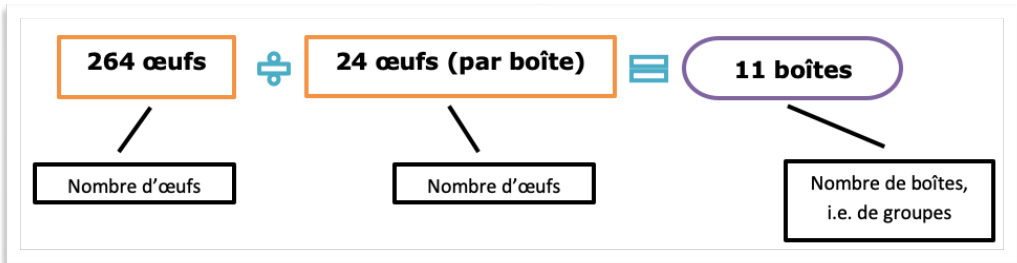 264 œufs ÷ 24 œufs (par boîte) = 11 boîtes
Nombre d’œufs
Nombre d’œufs
Nombre de boîtes,
i.e. de groupes